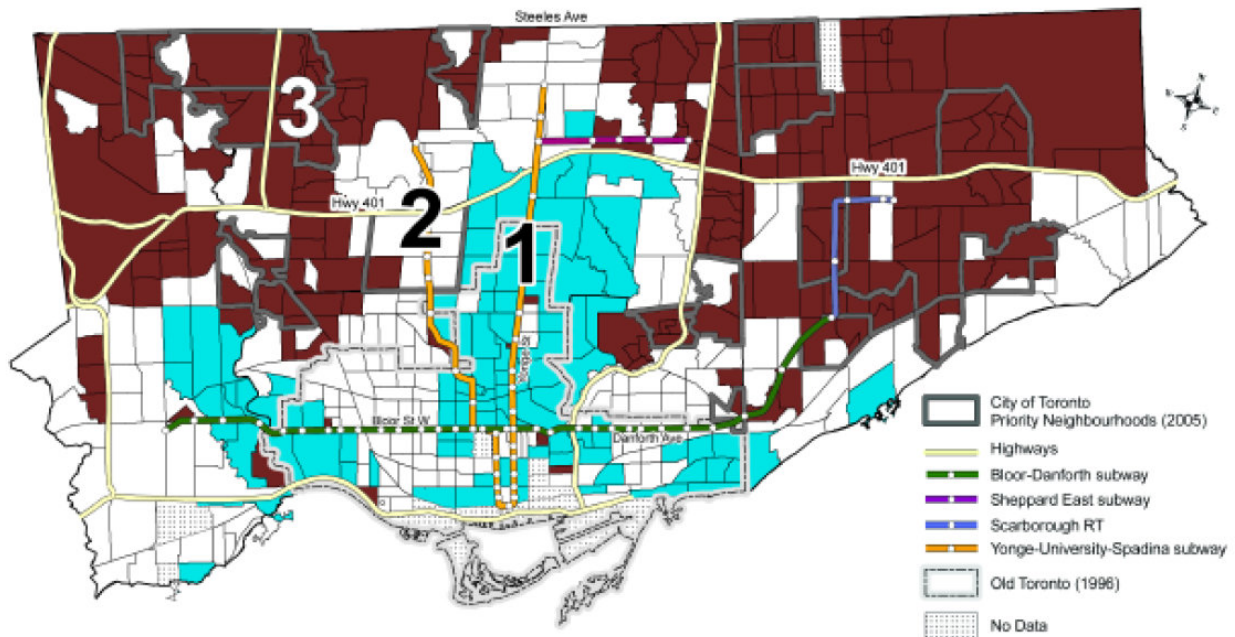 Steeles Ave
3
Hwy 401
Hwy 401
2
1
Yonge St
Bloor St W
Danforth Ave
N
E
S
W
City of Toronto
Priority Neighbourhoods (2005)
Highways
Bloor-Danforth subway
Sheppard East subway
Scarborough RT
Yonge-University-Spadina subway
Old Toronto (1996)
No Data